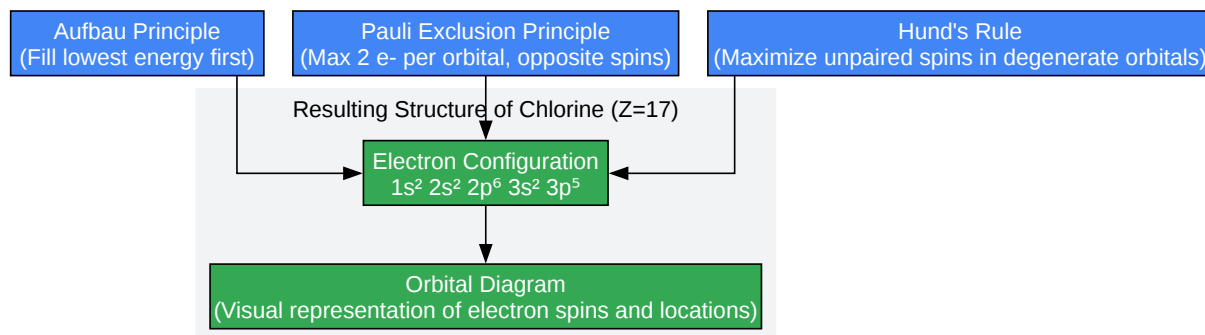 Aufbau Principle
(Fill lowest energy first)
Pauli Exclusion Principle
(Max 2 e- per orbital, opposite spins)
Hund's Rule
(Maximize unpaired spins in degenerate orbitals)
Resulting Structure of Chlorine (Z=17)
Electron Configuration
1s² 2s² 2p⁶ 3s² 3p⁵
Orbital Diagram
(Visual representation of electron spins and locations)